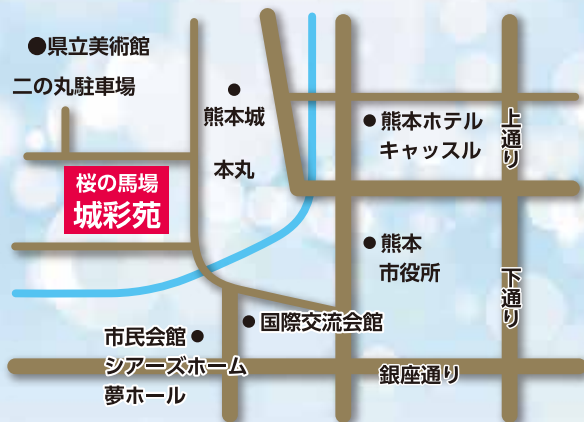 ●県立美術館
二の丸駐車場
●
熊本城
本丸
桜の馬場
城彩苑
●熊本ホテル
キャッスル
上通り
●熊本
市役所
下通り
●国際交流会館
市民会館●
シアーズホーム
夢ホール
銀座通り